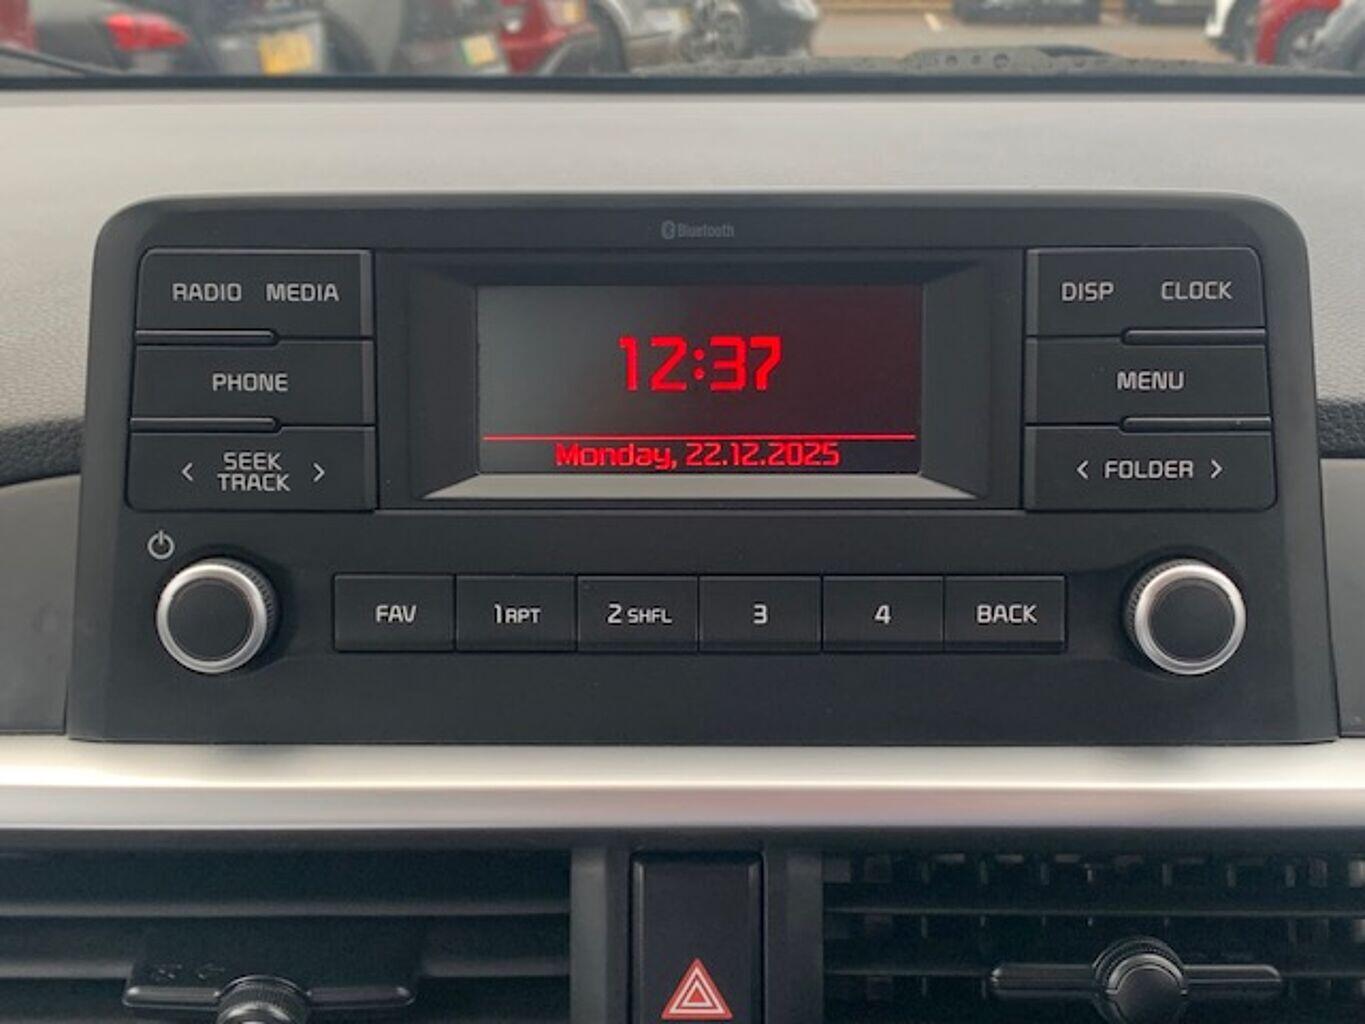 Bluetooth
RADIO MEDIA
PHONE
< SEEK TRACK >
12:37
Monday, 22.12.2025
DISP CLOCK
MENU
< FOLDER >
FAV 1 RPT 2 SHFL 3 4 BACK